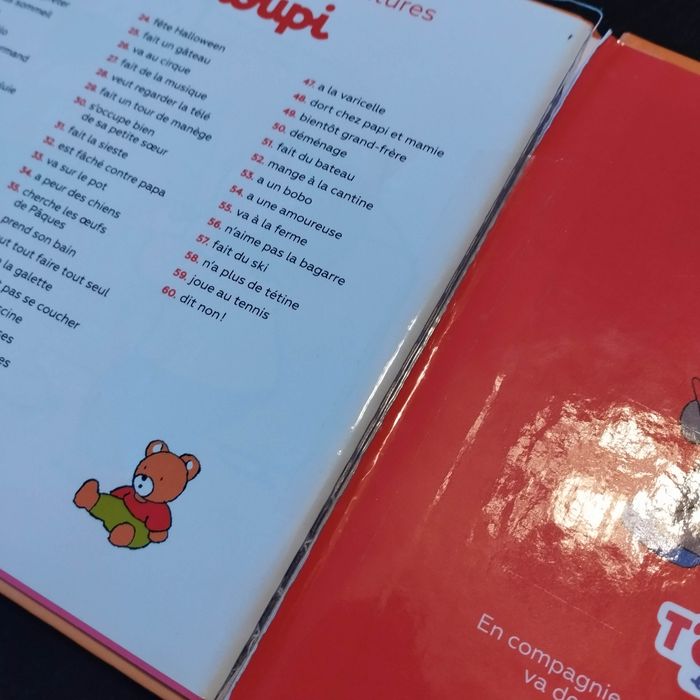 oupi
24. fête Halloween
25. fait un gâteau
26. va au cirque
27. fait de la musique
28. veut regarder la télé
29. fait un tour de manège
30. s'occupe bien
de sa petite sœur
31. fait la sieste
32. est fâché contre papa
33. va sur le pot
34. a peur des chiens
35. cherche les œufs
de Pâques
prend son bain
ut tout faire tout seul
la galette
pas se coucher
47. a la varicelle
48. dort chez papi et mamie
49. bientôt grand-frère
50. déménage
51. fait du bateau
52. mange à la cantine
53. a un bobo
54. a une amoureuse
55. va à la ferme
56. n'aime pas la bagarre
57. fait du ski
58. n'a plus de tétine
59. joue au tennis
60. dit non !
En compagnie